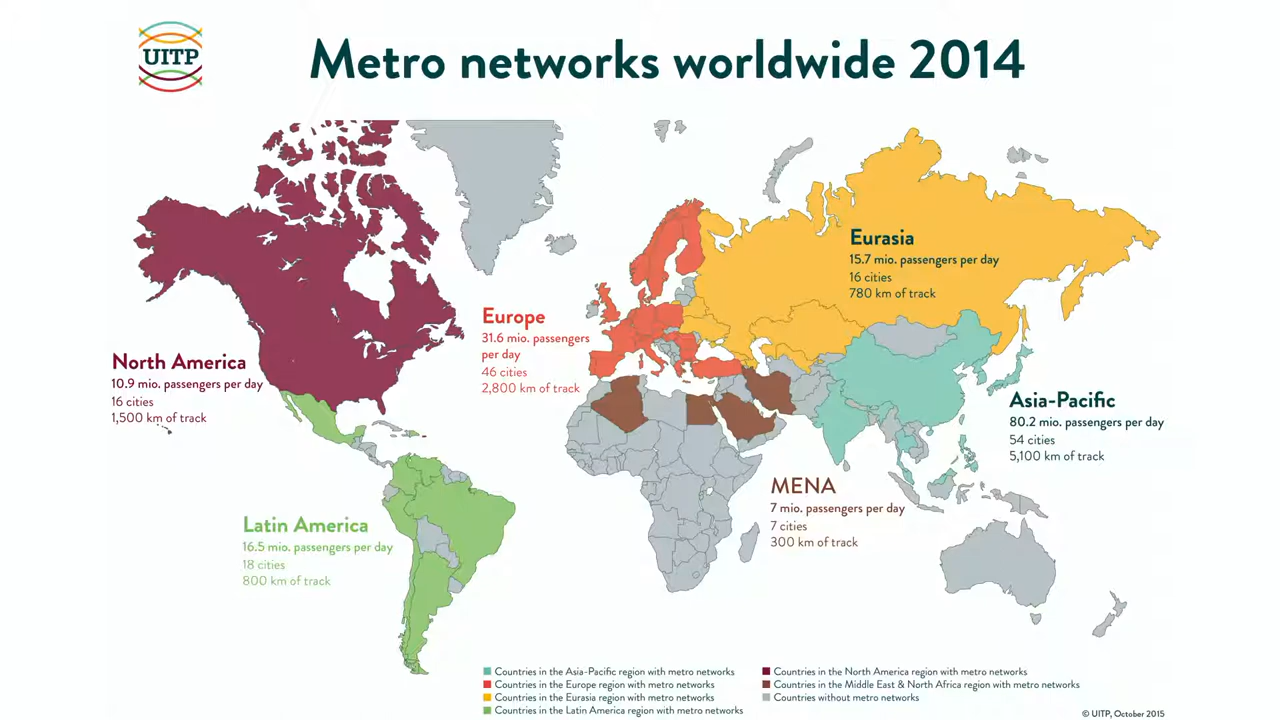 UITP
Metro networks worldwide 2014
Eurasia
15.7 mio. passengers per day
16 cities
780 km of track
Europe
31.6 mio. passengers
per day
46 cities
2,800 km of track
North America
10.9 mio. passengers per day
16 cities
1,500 km of track
Asia-Pacific
80.2 mio. passengers per day
54 cities
5,100 km of track
MENA
7 mio. passengers per day
7 cities
300 km of track
Latin America
16.5 mio. passengers per day
18 cities
800 km of track
Countries in the Asia-Pacific region with metro networks
Countries in the Europe region with metro networks
Countries in the Eurasia region with metro networks
Countries in the Latin America region with metro networks
Countries in the North America region with metro networks
Countries in the Middle East & North Africa region with metro networks
Countries without metro networks
© UITP, October 2015